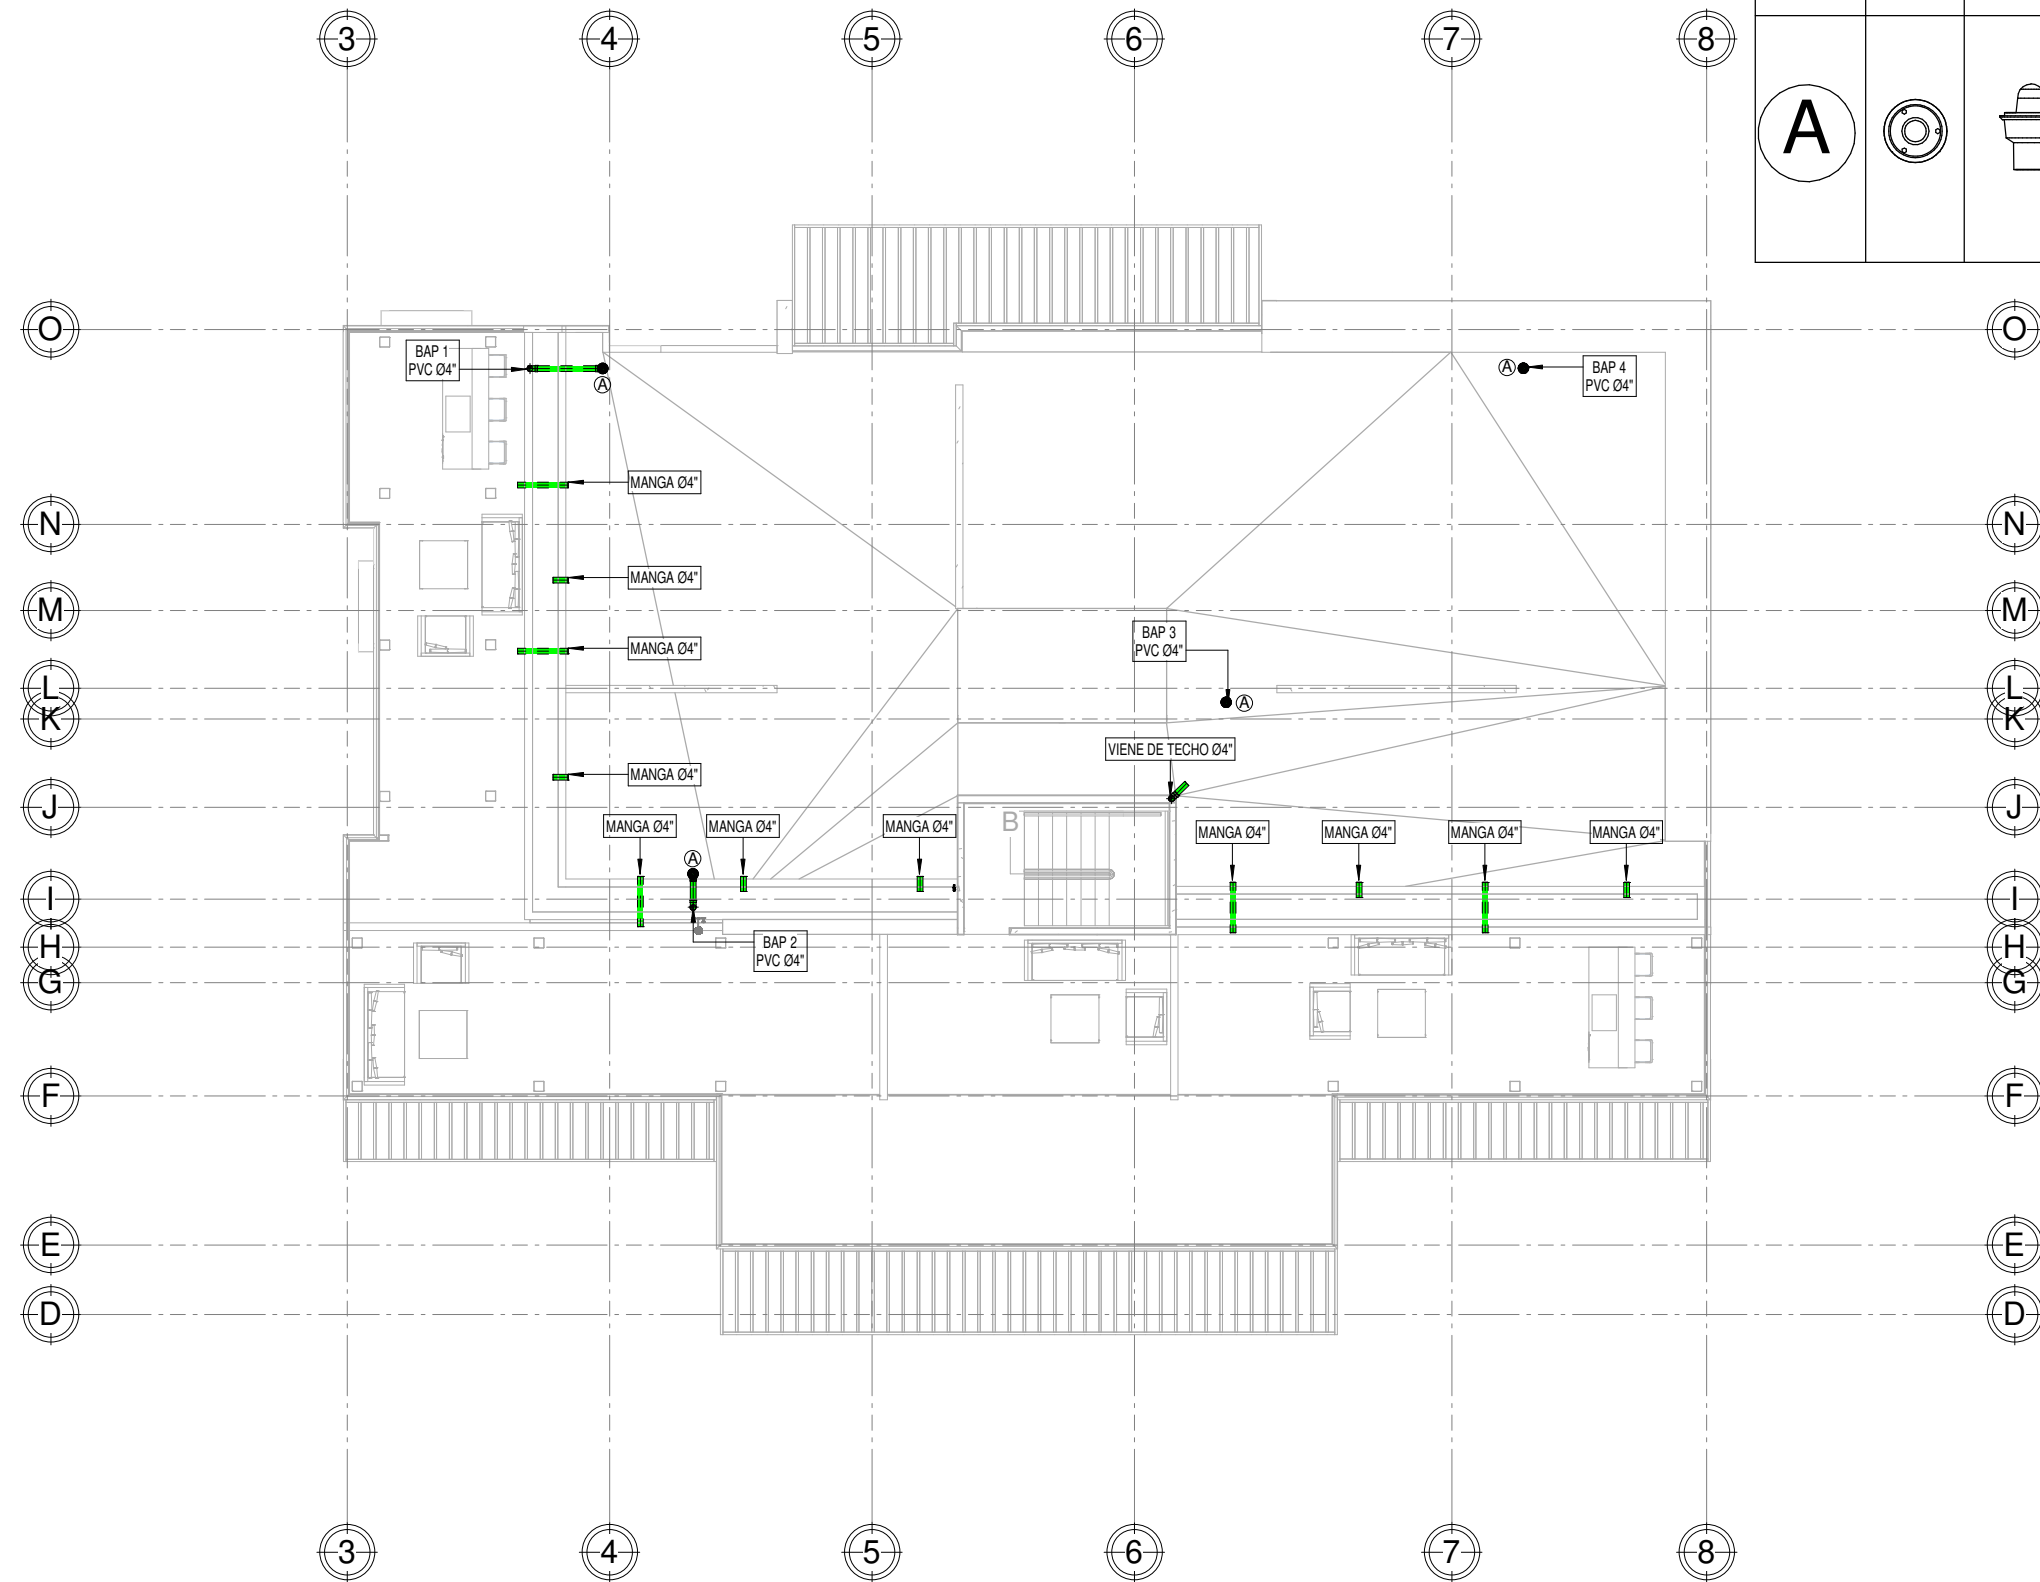 3 4 5 6 7 8
A
O O
BAP 1
PVC Ø4"
A
A
BAP 4
PVC Ø4"
MANGA Ø4"
N N
MANGA Ø4"
M M
BAP 3
PVC Ø4"
MANGA Ø4"
L L
A
K K
VIENE DE TECHO Ø4"
MANGA Ø4"
J J
MANGA Ø4" MANGA Ø4" MANGA Ø4" B MANGA Ø4" MANGA Ø4" MANGA Ø4" MANGA Ø4"
A
I I
H H
BAP 2
PVC Ø4"
G G
F F
E E
D D
3 4 5 6 7 8